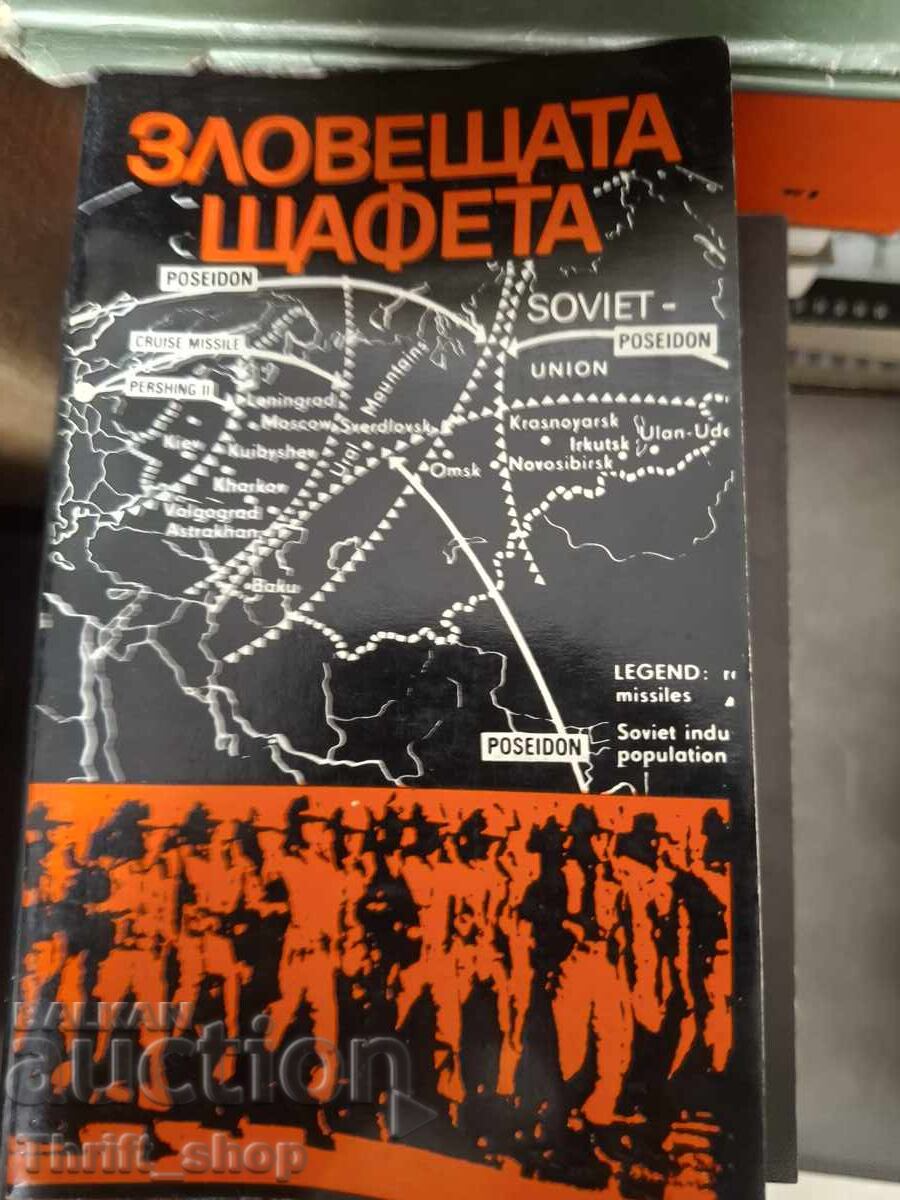 ЗЛОВЕЩАТА
ЩАФЕТА
POSEIDON
SOVIET -
UNION
POSEIDON
CRUISE MISSILE
PERSHING II
Mountains
Ural
Leningrad
Moscow
Sverdlovsk
Krasnoyarsk
Irkutsk
Ulan-Ude
Kiev
Kuibyshev
Omsk
Novosibirsk
Kharkov
Volgograd
Astrakhan
Baku
LEGEND:
missiles
Soviet indu
population
POSEIDON
BALKAN
auction
Thrift_shop